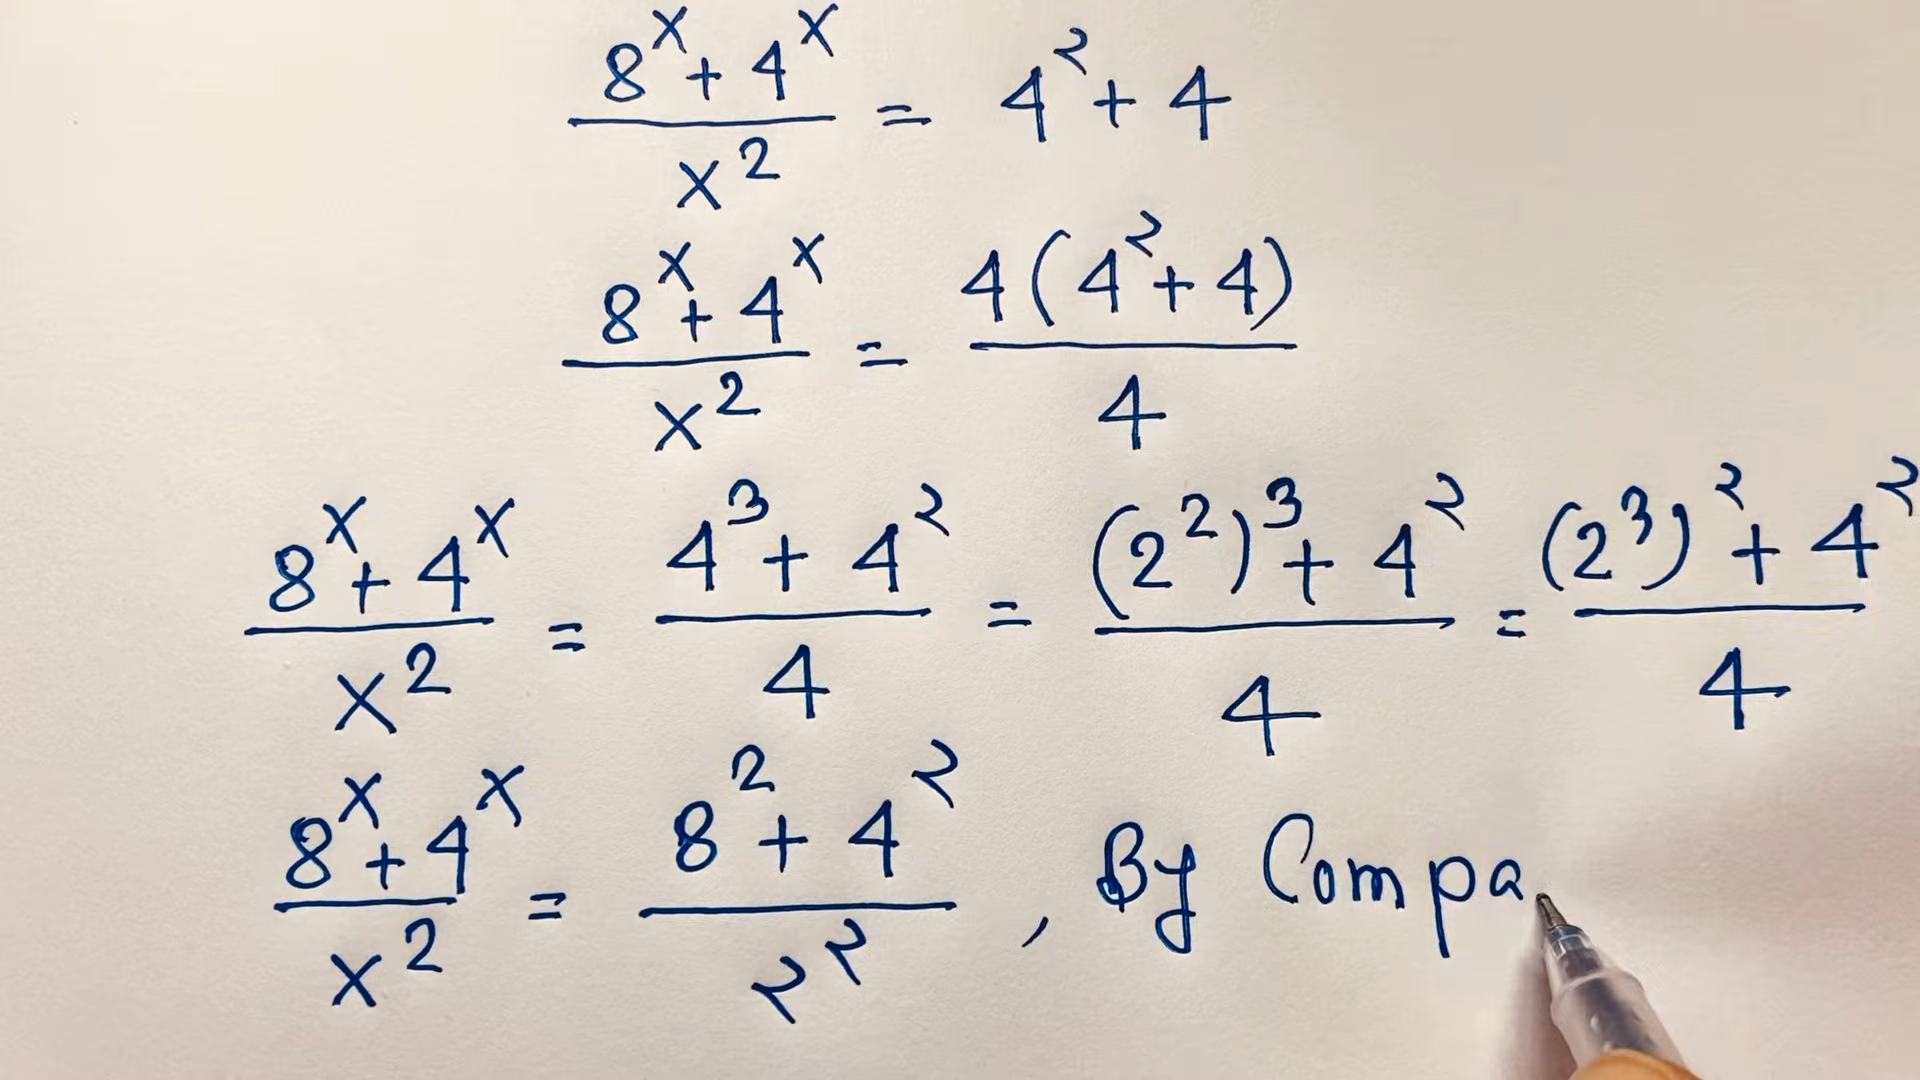 8^x + 4^x / x^2 = 4^2 + 4
8^x + 4^x / x^2 = 4(4^2 + 4) / 4
8^x + 4^x / x^2 = 4^3 + 4^2 / 4 = (2^2)^3 + 4^2 / 4 = (2^3)^2 + 4^2 / 4
8^x + 4^x / x^2 = 8^2 + 4^2 / 2^2 , By Compa